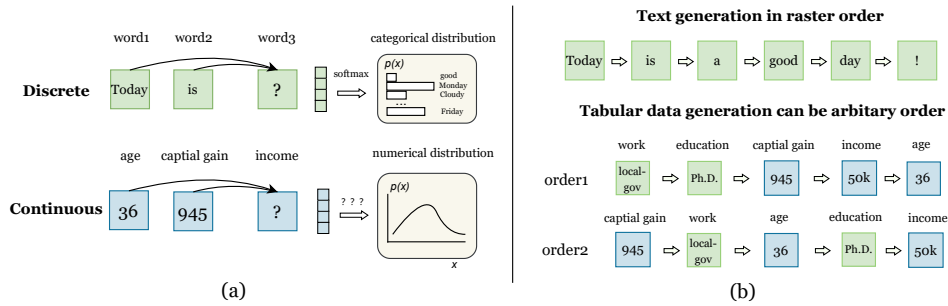 word1 word2 word3
categorical distribution
Discrete
Today is ?
softmax
p(x)
good
Monday
Cloudy
...
Friday
age captial gain income
numerical distribution
Continuous
36 945 ?
? ? ?
p(x)
x
(a)
Text generation in raster order
Today is a good day !
Tabular data generation can be arbitary order
work education captial gain income age
order1
local-
gov
Ph.D. 945 50k 36
captial gain work age education income
order2
945
local-
gov
36 Ph.D. 50k
(b)